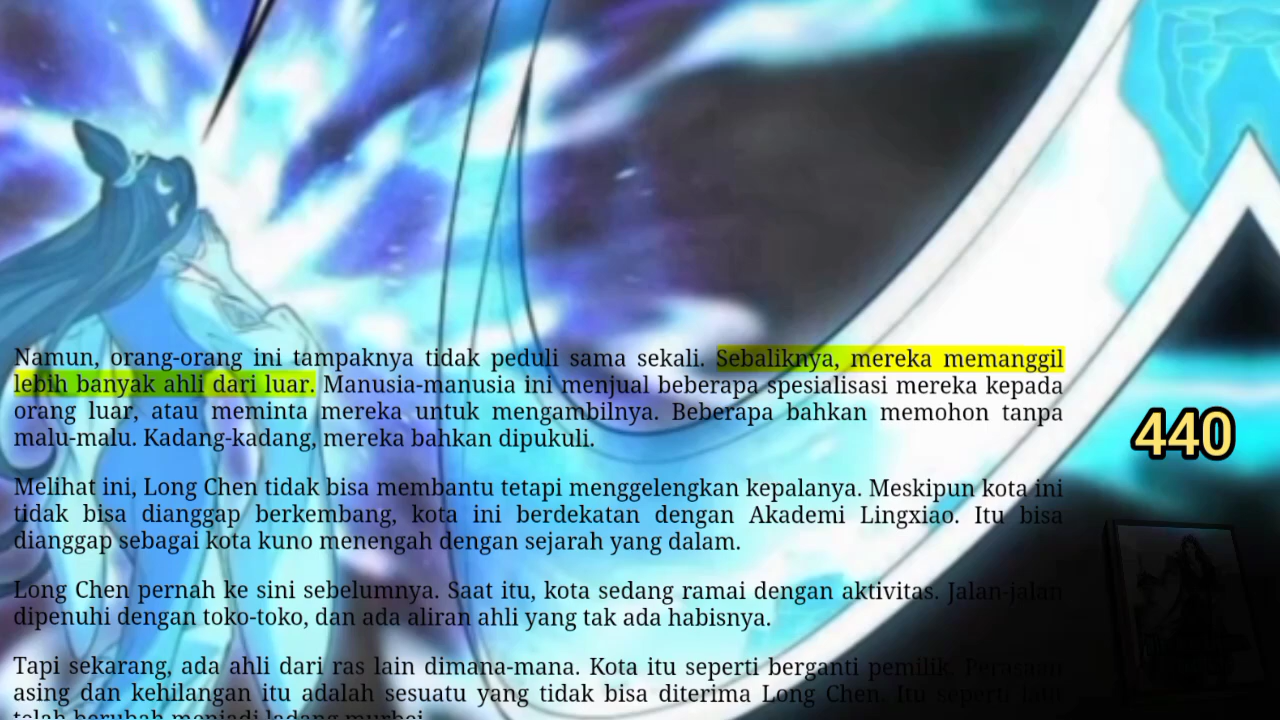 Namun, orang-orang ini tampaknya tidak peduli sama sekali. Sebaliknya, mereka memanggil
lebih banyak ahli dari luar. Manusia-manusia ini menjual beberapa spesialisasi mereka kepada
orang luar, atau meminta mereka untuk mengambilnya. Beberapa bahkan memohon tanpa
malu-malu. Kadang-kadang, mereka bahkan dipukuli.
440
Melihat ini, Long Chen tidak bisa membantu tetapi menggelengkan kepalanya. Meskipun kota ini
tidak bisa dianggap berkembang, kota ini berdekatan dengan Akademi Lingxiao. Itu bisa
dianggap sebagai kota kuno menengah dengan sejarah yang dalam.
Long Chen pernah ke sini sebelumnya. Saat itu, kota sedang ramai dengan aktivitas. Jalan-jalan
dipenuhi dengan toko-toko, dan ada aliran ahli yang tak ada habisnya.
Tapi sekarang, ada ahli dari ras lain dimana-mana. Kota itu seperti berganti pemilik. Perasaan
asing dan kehilangan itu adalah sesuatu yang tidak bisa diterima Long Chen. Itu seperti laut
telah berubah menjadi ladang murbei.